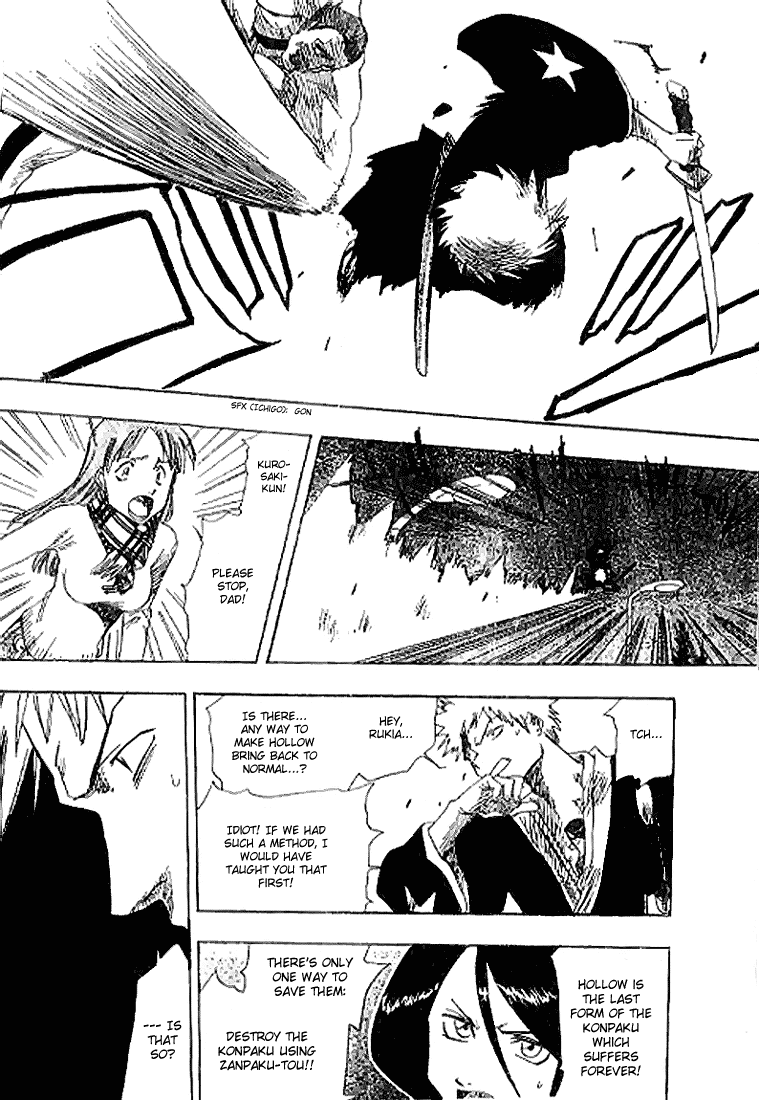 SFX (ICHIGO): GON
KURO-
SAKI-
KUN!
PLEASE
STOP,
DAD!
TCH...
HEY,
RUKIA...
IS THERE...
ANY WAY TO
MAKE HOLLOW
BRING BACK TO
NORMAL...?
IDIOT! IF WE HAD
SUCH A METHOD, I
WOULD HAVE
TAUGHT YOU THAT
FIRST!
HOLLOW IS
THE LAST
FORM OF THE
KONPAKU
WHICH
SUFFERS
FOREVER!
THERE'S ONLY
ONE WAY TO
SAVE THEM:
DESTROY THE
KONPAKU USING
ZANPAKU-TOU!!
--- IS
THAT
SO?